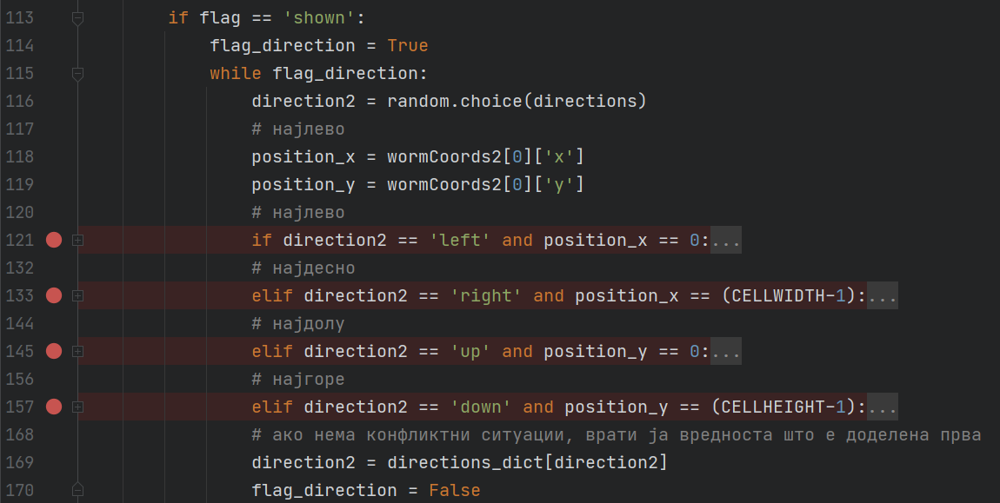 113 if flag == 'shown':
114 flag_direction = True
115 while flag_direction:
116 direction2 = random.choice(directions)
117 # најлево
118 position_x = wormCoords2[0]['x']
119 position_y = wormCoords2[0]['y']
120 # најлево
121 if direction2 == 'left' and position_x == 0:...
132 # најдесно
133 elif direction2 == 'right' and position_x == (CELLWIDTH-1):...
144 # најдолу
145 elif direction2 == 'up' and position_y == 0:...
156 # најгоре
157 elif direction2 == 'down' and position_y == (CELLHEIGHT-1):...
168 # ако нема конфликтни ситуации, врати ја вредноста што е доделена прва
169 direction2 = directions_dict[direction2]
170 flag_direction = False